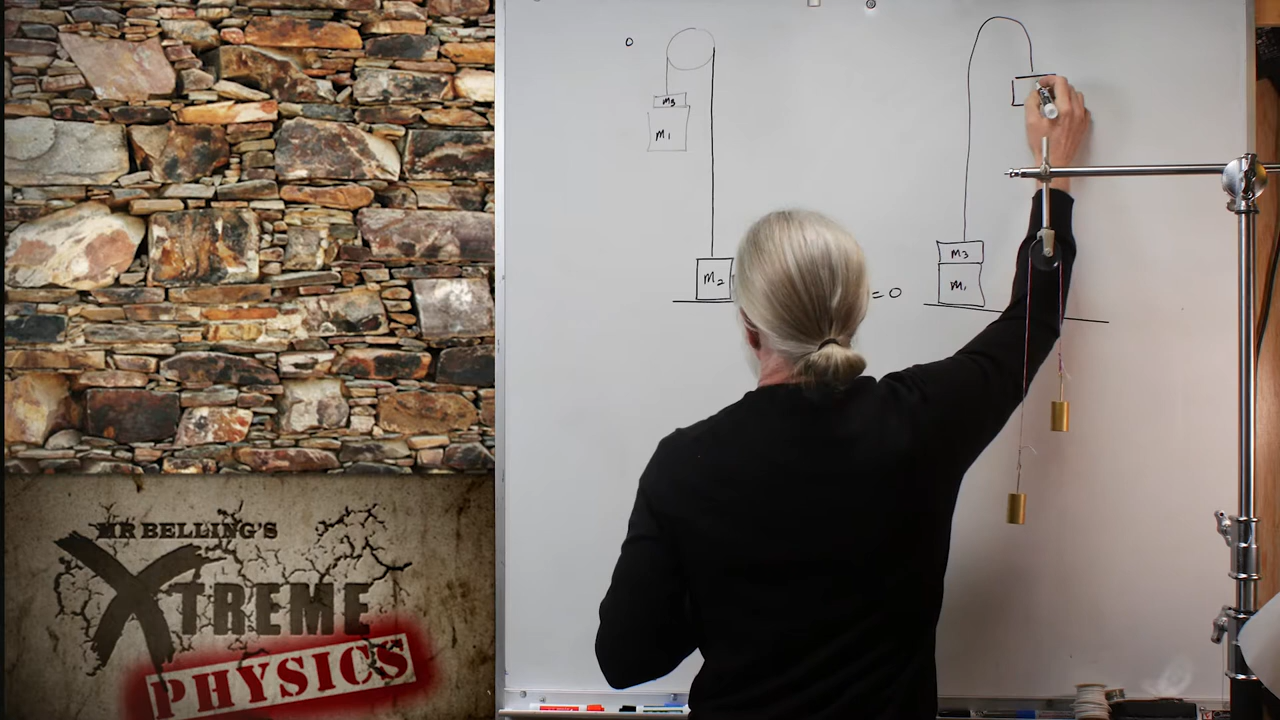 o
m₃
m₁
m₂
= 0
m₃
m₁
MR BELLING'S
XTREME
PHYSICS